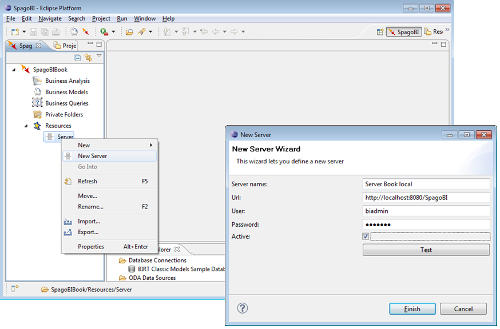 SpagoBI - Eclipse Platform
File Edit Navigate Search Project Run Window Help
SpagoBI
Spag
Proje
SpagoBIBook
Business Analysis
Business Models
Business Queries
Private Folders
Resources
Server
New
New Server
Go Into
Refresh F5
Move...
Rename... F2
Import...
Export...
Properties Alt+Enter
Database Connections
BIRT Classic Models Sample Datab
ODA Data Sources
SpagoBIBook/Resources/Server
New Server
New Server Wizard
This wizard lets you define a new server
Server name: Server Book local
Url: http://localhost:8080/SpagoBI
User: biadmin
Password: •••••••
Active:
Test
Finish Cancel